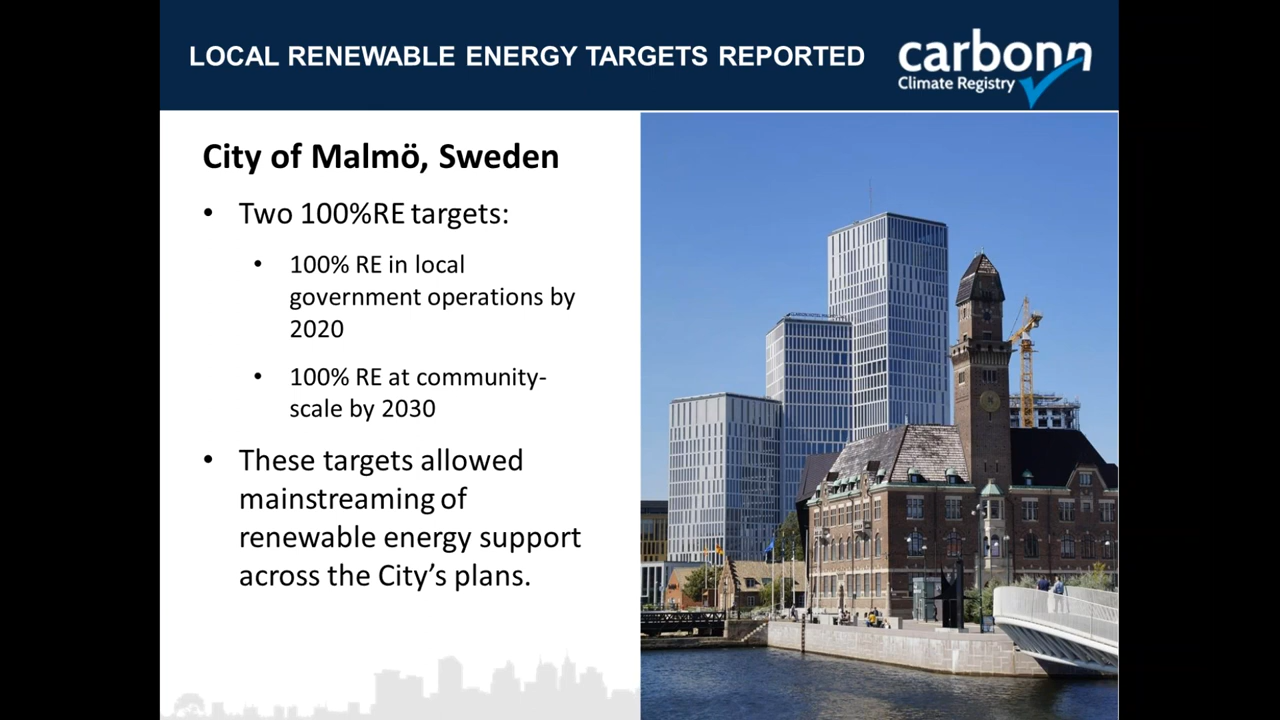 LOCAL RENEWABLE ENERGY TARGETS REPORTED
carbonn
Climate Registry
City of Malmö, Sweden
• Two 100%RE targets:
• 100% RE in local
government operations by
2020
• 100% RE at community-
scale by 2030
• These targets allowed
mainstreaming of
renewable energy support
across the City's plans.